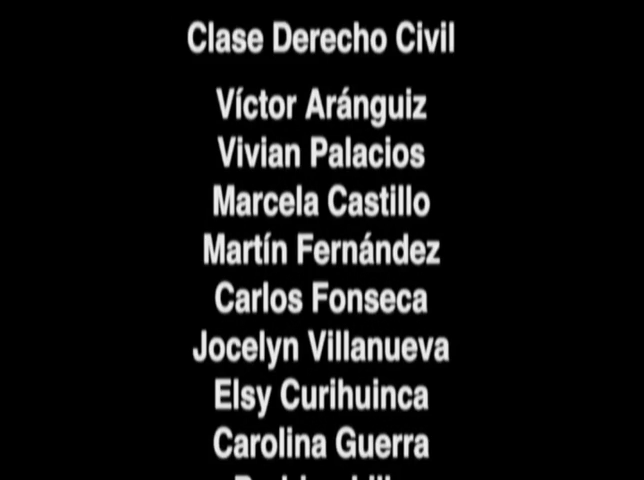 Clase Derecho Civil
Víctor Aránguiz
Vivian Palacios
Marcela Castillo
Martín Fernández
Carlos Fonseca
Jocelyn Villanueva
Elsy Curihuinca
Carolina Guerra